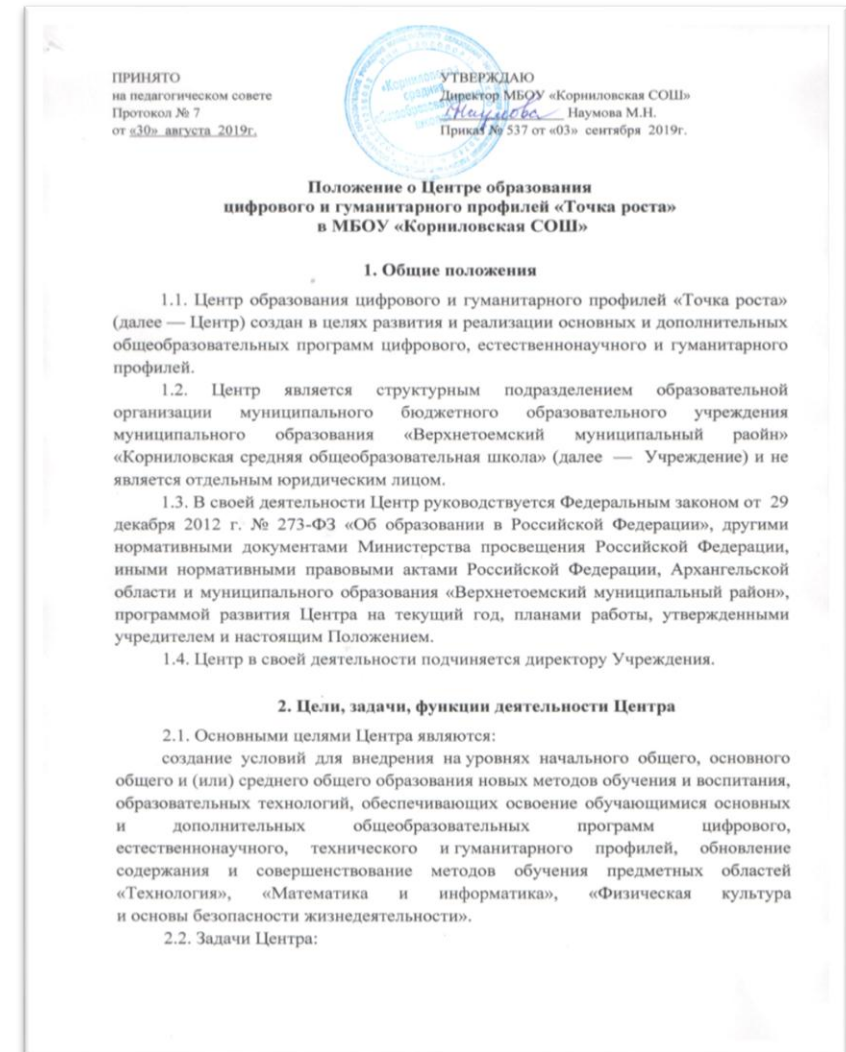 ПРИНЯТО
на педагогическом совете
Протокол № 7
от «30» августа 2019г.
УТВЕРЖДАЮ
Директор МБОУ «Корниловская СОШ»
Наумова Наумова М.Н.
Приказ № 537 от «03» сентября 2019г.
Положение о Центре образования
цифрового и гуманитарного профилей «Точка роста»
в МБОУ «Корниловская СОШ»
1. Общие положения
1.1. Центр образования цифрового и гуманитарного профилей «Точка роста»
(далее — Центр) создан в целях развития и реализации основных и дополнительных
общеобразовательных программ цифрового, естественнонаучного и гуманитарного
профилей.
1.2. Центр является структурным подразделением образовательной
организации муниципального бюджетного образовательного учреждения
муниципального образования «Верхнетоемский муниципальный раойн»
«Корниловская средняя общеобразовательная школа» (далее — Учреждение) и не
является отдельным юридическим лицом.
1.3. В своей деятельности Центр руководствуется Федеральным законом от 29
декабря 2012 г. № 273-ФЗ «Об образовании в Российской Федерации», другими
нормативными документами Министерства просвещения Российской Федерации,
иными нормативными правовыми актами Российской Федерации, Архангельской
области и муниципального образования «Верхнетоемский муниципальный район»,
программой развития Центра на текущий год, планами работы, утвержденными
учредителем и настоящим Положением.
1.4. Центр в своей деятельности подчиняется директору Учреждения.
2. Цели, задачи, функции деятельности Центра
2.1. Основными целями Центра являются:
создание условий для внедрения на уровнях начального общего, основного
общего и (или) среднего общего образования новых методов обучения и воспитания,
образовательных технологий, обеспечивающих освоение обучающимися основных
и дополнительных общеобразовательных программ цифрового,
естественнонаучного, технического и гуманитарного профилей, обновление
содержания и совершенствование методов обучения предметных областей
«Технология», «Математика и информатика», «Физическая культура
и основы безопасности жизнедеятельности».
2.2. Задачи Центра: